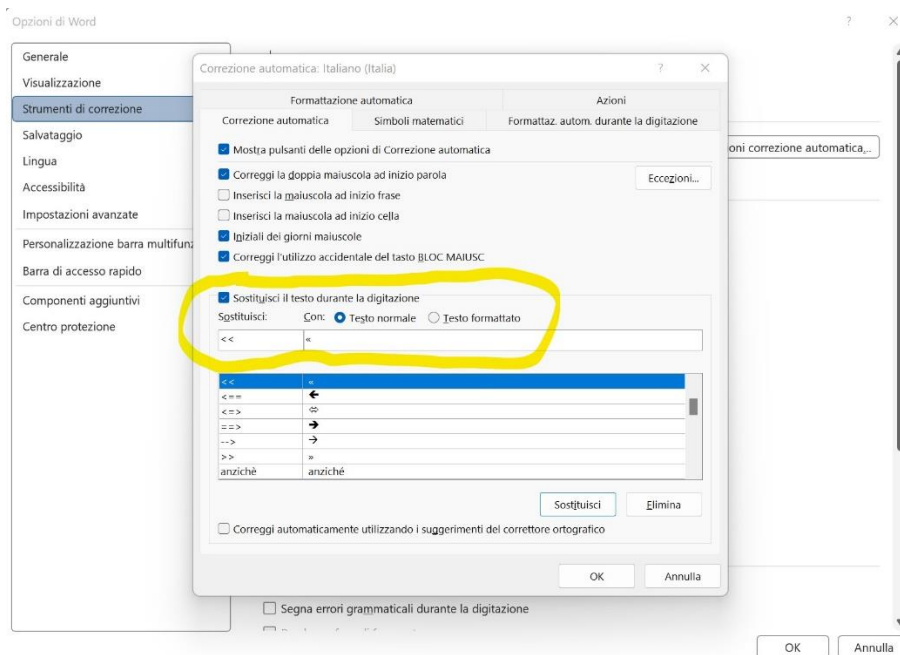 Opzioni di Word ? ×
Generale
Visualizzazione
Strumenti di correzione
Salvataggio
Lingua
Accessibilità
Impostazioni avanzate
Personalizzazione barra multifun
Barra di accesso rapido
Componenti aggiuntivi
Centro protezione
Correzione automatica: Italiano (Italia) ? ×
Formattazione automatica Azioni
Correzione automatica Simboli matematici Formattaz. autom. durante la digitazione
Mostra pulsanti delle opzioni di Correzione automatica
oni correzione automatica...
Correggi la doppia maiuscola ad inizio parola
Eccezioni...
Inserisci la maiuscola ad inizio frase
Inserisci la maiuscola ad inizio cella
Iniziali dei giorni maiuscole
Correggi l'utilizzo accidentale del tasto BLOC MAIUSC
Sostituisci il testo durante la digitazione
Sostituisci: Con: Testo normale Testo formattato
<< «
<< «
<== 🡸
<=> ⇔
==> 🡺
--> →
>> »
anzichè anziché
Sostituisci Elimina
Correggi automaticamente utilizzando i suggerimenti del correttore ortografico
OK Annulla
Segna errori grammaticali durante la digitazione
OK Annulla